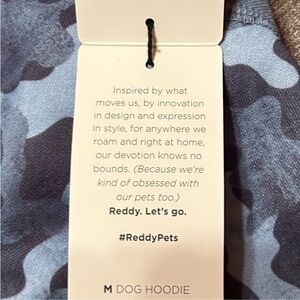 Inspired by what
moves us, by innovation
in design and expression
in style, for anywhere we
roam and right at home,
our devotion knows no
bounds. (Because we're
kind of obsessed with
our pets too.)
Reddy. Let's go.
#ReddyPets
M DOG HOODIE